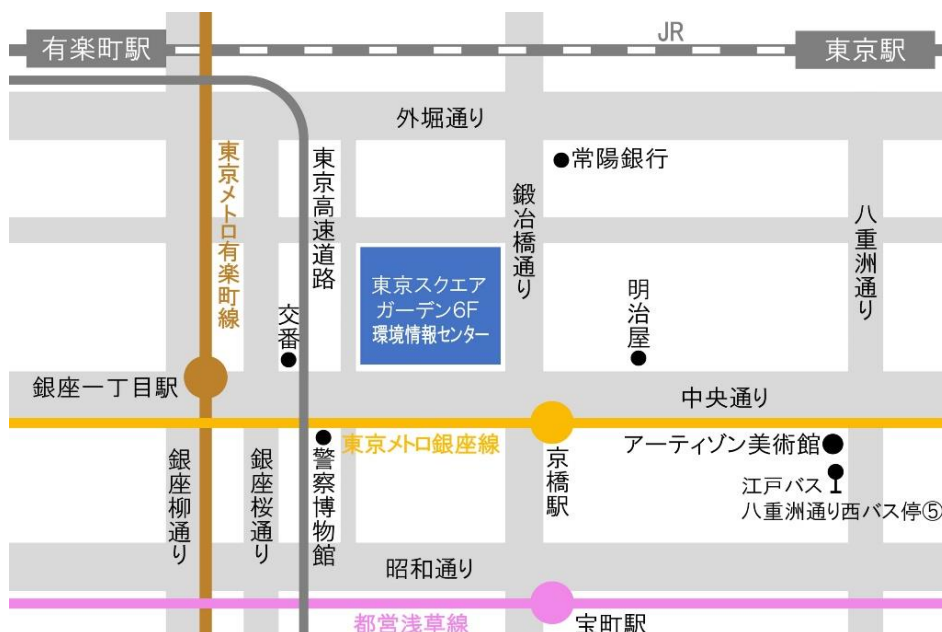 JR
有楽町駅
東京駅
外堀通り
常陽銀行
東京メトロ有楽町線
東京高速道路
鍛冶橋通り
八重洲通り
東京スクエア
ガーデン6F
環境情報センター
明治屋
交番
銀座一丁目駅
中央通り
東京メトロ銀座線
京橋駅
アーティゾン美術館
江戸バス
八重洲通り西バス停⑤
銀座柳通り
銀座桜通り
警察博物館
昭和通り
都営浅草線
宝町駅